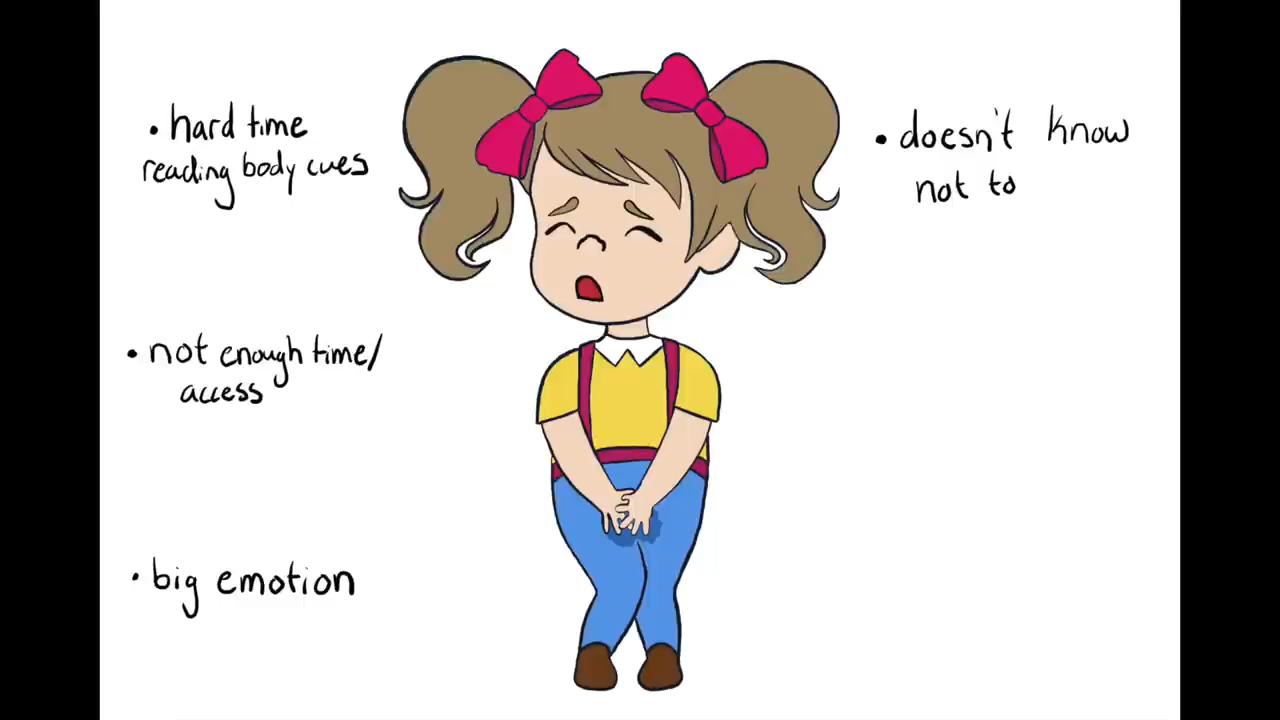 • hard time
reading body cues
• not enough time/
access
• big emotion
• doesn't know
not to